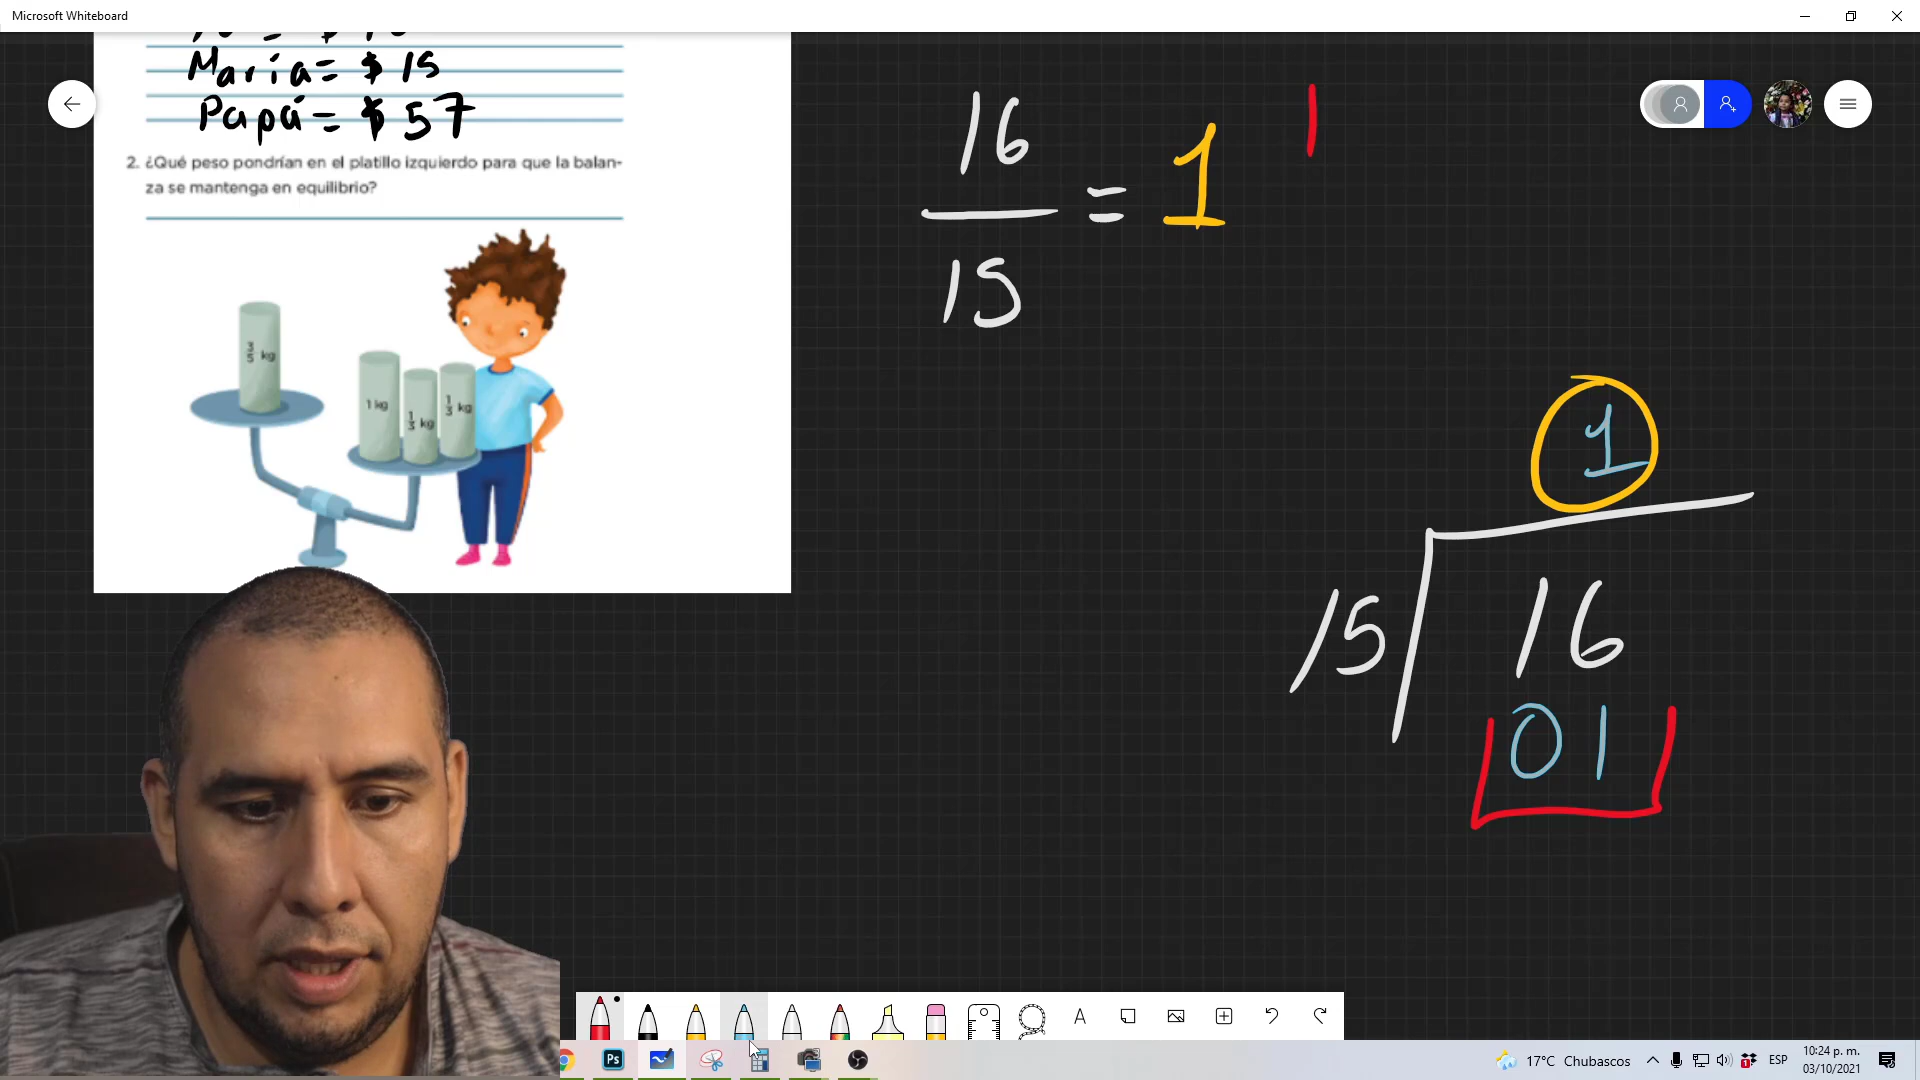 Microsoft Whiteboard
María = $ 15
Papá = $ 57
2. ¿Qué peso pondrían en el platillo izquierdo para que la balan-
za se mantenga en equilibrio?
3/5 kg
1 kg
1/3 kg
1/3 kg
16
15
= 1
1
1
15
16
01
A
Ps
17°C Chubascos
ESP
10:24 p. m.
03/10/2021